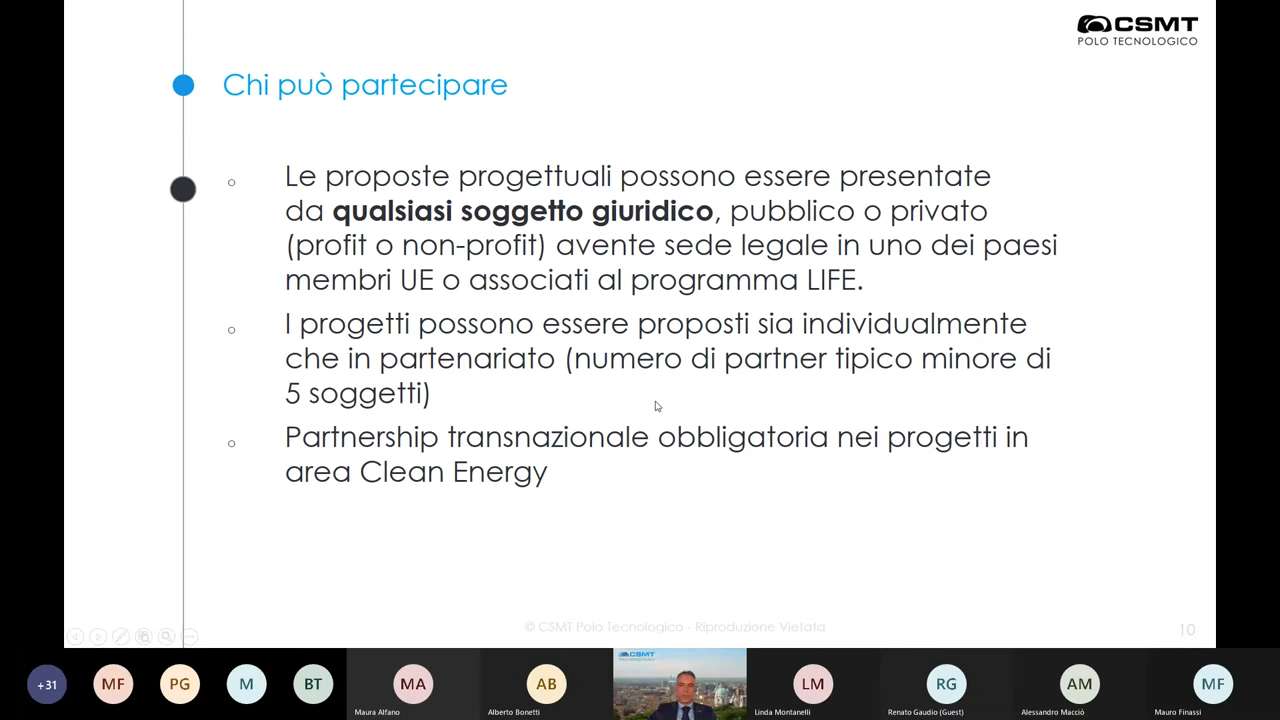 CSMT
POLO TECNOLOGICO
Chi può partecipare
Le proposte progettuali possono essere presentate
da qualsiasi soggetto giuridico, pubblico o privato
(profit o non-profit) avente sede legale in uno dei paesi
membri UE o associati al programma LIFE.
I progetti possono essere proposti sia individualmente
che in partenariato (numero di partner tipico minore di
5 soggetti)
Partnership transnazionale obbligatoria nei progetti in
area Clean Energy
© CSMT Polo Tecnologico - Riproduzione Vietata
10
+31
MF
PG
M
BT
MA
Maura Alfano
AB
Alberto Bonetti
CSMT
LM
Linda Montanelli
RG
Renato Gaudio (Guest)
AM
Alessandro Macciò
MF
Mauro Finassi